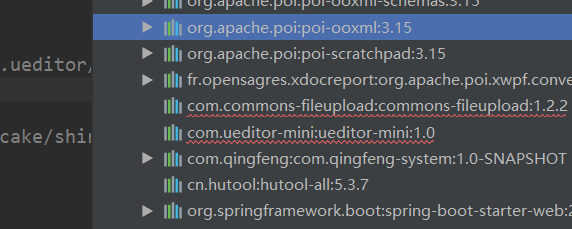 org.apache.poi:poi-ooxml-schemas:3.15
org.apache.poi:poi-ooxml:3.15
org.apache.poi:poi-scratchpad:3.15
.ueditor/
fr.opensagres.xdocreport:org.apache.poi.xwpf.conve
com.commons-fileupload:commons-fileupload:1.2.2
cake/shir
com.ueditor-mini:ueditor-mini:1.0
com.qingfeng:com.qingfeng-system:1.0-SNAPSHOT
cn.hutool:hutool-all:5.3.7
org.springframework.boot:spring-boot-starter-web:2